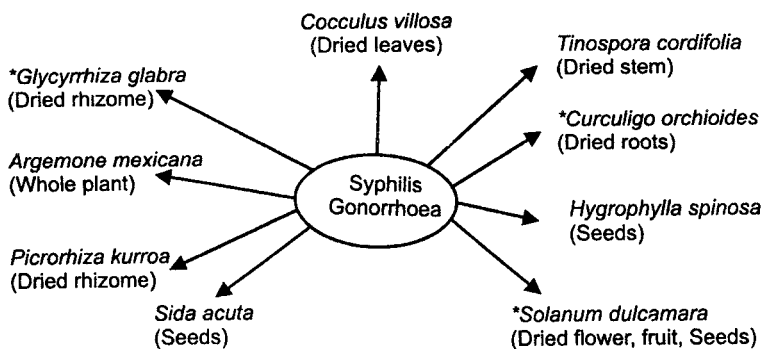 Cocculus villosa
(Dried leaves)
Tinospora cordifolia
(Dried stem)
*Glycyrrhiza glabra
(Dried rhizome)
*Curculigo orchioides
(Dried roots)
Argemone mexicana
(Whole plant)
Syphilis
Gonorrhoea
Hygrophylla spinosa
(Seeds)
Picrorhiza kurroa
(Dried rhizome)
Sida acuta
(Seeds)
*Solanum dulcamara
(Dried flower, fruit, Seeds)